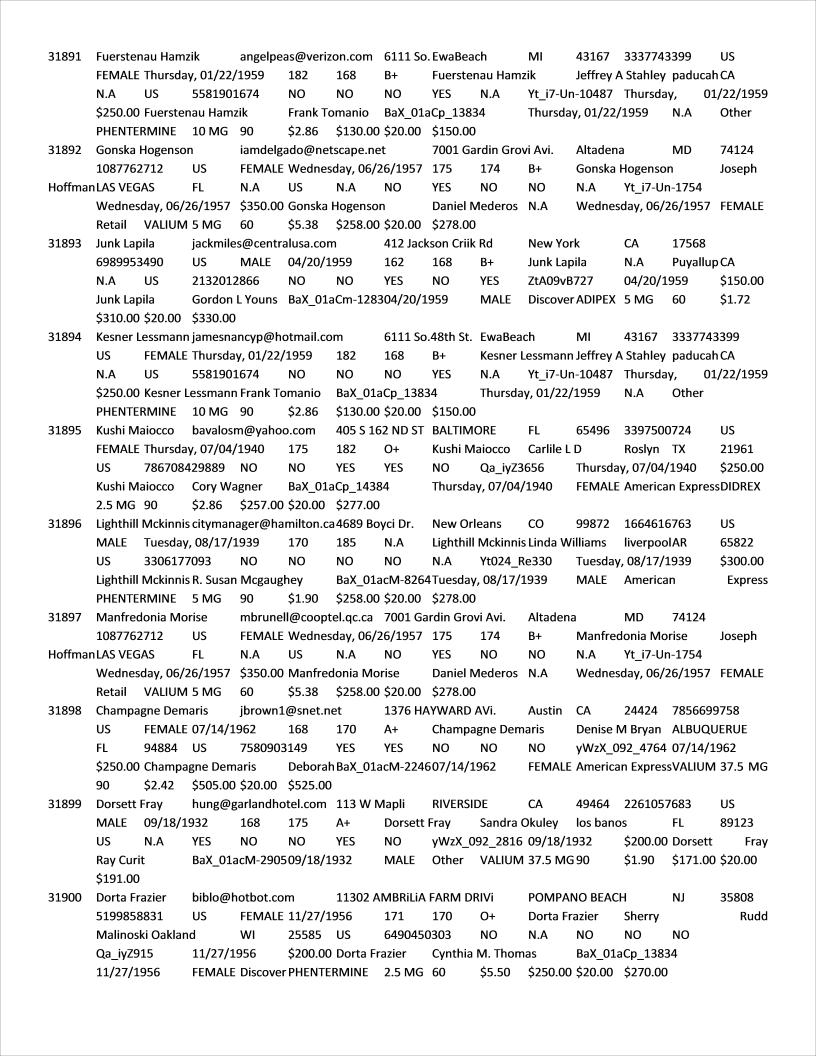 31891 Fuerstenau Hamzik angelpeas@verizon.com 6111 So. EwaBeach MI 43167 3337743399 US
FEMALE Thursday, 01/22/1959 182 168 B+ Fuerstenau Hamzik Jeffrey A Stahley paducah CA
N.A US 5581901674 NO NO NO YES N.A Yt_i7-Un-10487 Thursday, 01/22/1959
$250.00 Fuerstenau Hamzik Frank Tomanio BaX_01aCp_13834 Thursday, 01/22/1959 N.A Other
PHENTERMINE 10 MG 90 $2.86 $130.00 $20.00 $150.00
31892 Gonska Hogenson iamdelgado@netscape.net 7001 Gardin Grovi Avi. Altadena MD 74124
1087762712 US FEMALE Wednesday, 06/26/1957 175 174 B+ Gonska Hogenson Joseph
Hoffman LAS VEGAS FL N.A US N.A NO YES NO NO N.A Yt_i7-Un-1754
Wednesday, 06/26/1957 $350.00 Gonska Hogenson Daniel Mederos N.A Wednesday, 06/26/1957 FEMALE
Retail VALIUM 5 MG 60 $5.38 $258.00 $20.00 $278.00
31893 Junk Lapila jackmiles@centralusa.com 412 Jackson Criik Rd New York CA 17568
6989953490 US MALE 04/20/1959 162 168 B+ Junk Lapila N.A Puyallup CA
N.A US 2132012866 NO NO YES NO YES ZtA09vB727 04/20/1959 $150.00
Junk Lapila Gordon L Youns BaX_01aCm-1283 04/20/1959 MALE Discover ADIPEX 5 MG 60 $1.72
$310.00 $20.00 $330.00
31894 Kesner Lessmann jamesnancyp@hotmail.com 6111 So.48th St. EwaBeach MI 43167 3337743399
US FEMALE Thursday, 01/22/1959 182 168 B+ Kesner Lessmann Jeffrey A Stahley paducah CA
N.A US 5581901674 NO NO NO YES N.A Yt_i7-Un-10487 Thursday, 01/22/1959
$250.00 Kesner Lessmann Frank Tomanio BaX_01aCp_13834 Thursday, 01/22/1959 N.A Other
PHENTERMINE 10 MG 90 $2.86 $130.00 $20.00 $150.00
31895 Kushi Maiocco bavalosm@yahoo.com 405 S 162 ND ST BALTIMORE FL 65496 3397500724 US
FEMALE Thursday, 07/04/1940 175 182 O+ Kushi Maiocco Carlile L D Roslyn TX 21961
US 786708429889 NO NO YES YES NO Qa_iyZ3656 Thursday, 07/04/1940 $250.00
Kushi Maiocco Cory Wagner BaX_01aCp_14384 Thursday, 07/04/1940 FEMALE American Express DIDREX
2.5 MG 90 $2.86 $257.00 $20.00 $277.00
31896 Lighthill Mckinnis citymanager@hamilton.ca 4689 Boyci Dr. New Orleans CO 99872 1664616763 US
MALE Tuesday, 08/17/1939 170 185 N.A Lighthill Mckinnis Linda Williams liverpool AR 65822
US 3306177093 NO NO NO NO N.A Yt024_Re330 Tuesday, 08/17/1939 $300.00
Lighthill Mckinnis R. Susan Mcgaughey BaX_01acM-8264 Tuesday, 08/17/1939 MALE American Express
PHENTERMINE 5 MG 90 $1.90 $258.00 $20.00 $278.00
31897 Manfredonia Morise mbrunell@cooptel.qc.ca 7001 Gardin Grovi Avi. Altadena MD 74124
1087762712 US FEMALE Wednesday, 06/26/1957 175 174 B+ Manfredonia Morise Joseph
Hoffman LAS VEGAS FL N.A US N.A NO YES NO NO N.A Yt_i7-Un-1754
Wednesday, 06/26/1957 $350.00 Manfredonia Morise Daniel Mederos N.A Wednesday, 06/26/1957 FEMALE
Retail VALIUM 5 MG 60 $5.38 $258.00 $20.00 $278.00
31898 Champagne Demaris jbrown1@snet.net 1376 HAYWARD AVi. Austin CA 24424 7856699758
US FEMALE 07/14/1962 168 170 A+ Champagne Demaris Denise M Bryan ALBUQUERUE
FL 94884 US 7580903149 YES YES NO NO NO yWzX_092_4764 07/14/1962
$250.00 Champagne Demaris Deborah BaX_01acM-2246 07/14/1962 FEMALE American Express VALIUM 37.5 MG
90 $2.42 $505.00 $20.00 $525.00
31899 Dorsett Fray hung@garlandhotel.com 113 W Mapli RIVERSIDE CA 49464 2261057683 US
MALE 09/18/1932 168 175 A+ Dorsett Fray Sandra Okuley los banos FL 89123
US N.A YES NO NO YES NO yWzX_092_2816 09/18/1932 $200.00 Dorsett Fray
Ray Curit BaX_01acM-2905 09/18/1932 MALE Other VALIUM 37.5 MG 90 $1.90 $171.00 $20.00
$191.00
31900 Dorta Frazier biblo@hotbot.com 11302 AMBRiLiA FARM DRIVi POMPANO BEACH NJ 35808
5199858831 US FEMALE 11/27/1956 171 170 O+ Dorta Frazier Sherry Rudd
Malinoski Oakland WI 25585 US 6490450303 NO N.A NO NO NO
Qa_iyZ915 11/27/1956 $200.00 Dorta Frazier Cynthia M. Thomas BaX_01aCp_13834
11/27/1956 FEMALE Discover PHENTERMINE 2.5 MG 60 $5.50 $250.00 $20.00 $270.00